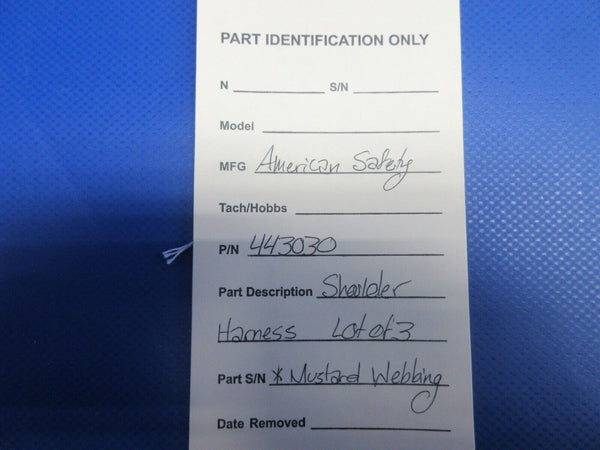 PART IDENTIFICATION ONLY
N S/N
Model
MFG American Safety
Tach/Hobbs
P/N 443030
Part Description Shoulder
Harness Lot of 3
Part S/N * Mustard Webbing
Date Removed